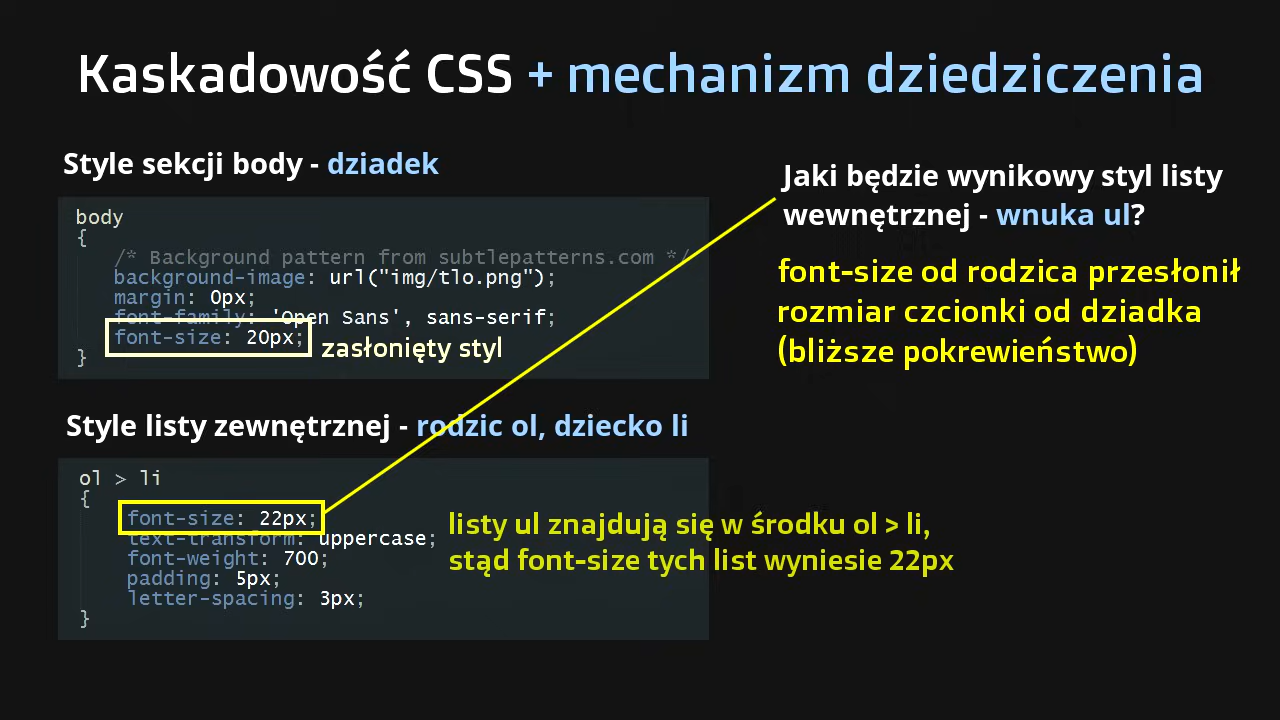 Kaskadowość CSS + mechanizm dziedziczenia
Style sekcji body - dziadek
body
{
/* Background pattern from subtlepatterns.com */
background-image: url("img/tlo.png");
margin: 0px;
font-family: 'Open Sans', sans-serif;
font-size: 20px;
zasłonięty styl
}
Style listy zewnętrznej - rodzic ol, dziecko li
ol > li
{
font-size: 22px;
text-transform: uppercase;
font-weight: 700;
padding: 5px;
letter-spacing: 3px;
}
listy ul znajdują się w środku ol > li,
stąd font-size tych list wyniesie 22px
Jaki będzie wynikowy styl listy
wewnętrznej - wnuka ul?
font-size od rodzica przesłonił
rozmiar czcionki od dziadka
(bliższe pokrewieństwo)